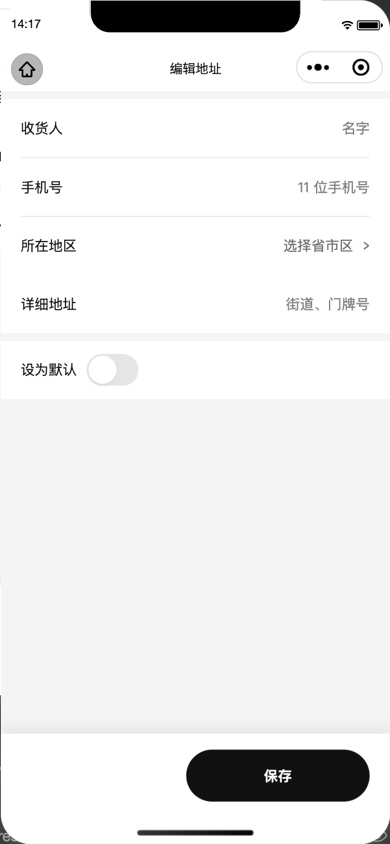 14:17
编辑地址
收货人 名字
手机号 11 位手机号
所在地区 选择省市区 >
详细地址 街道、门牌号
设为默认
保存